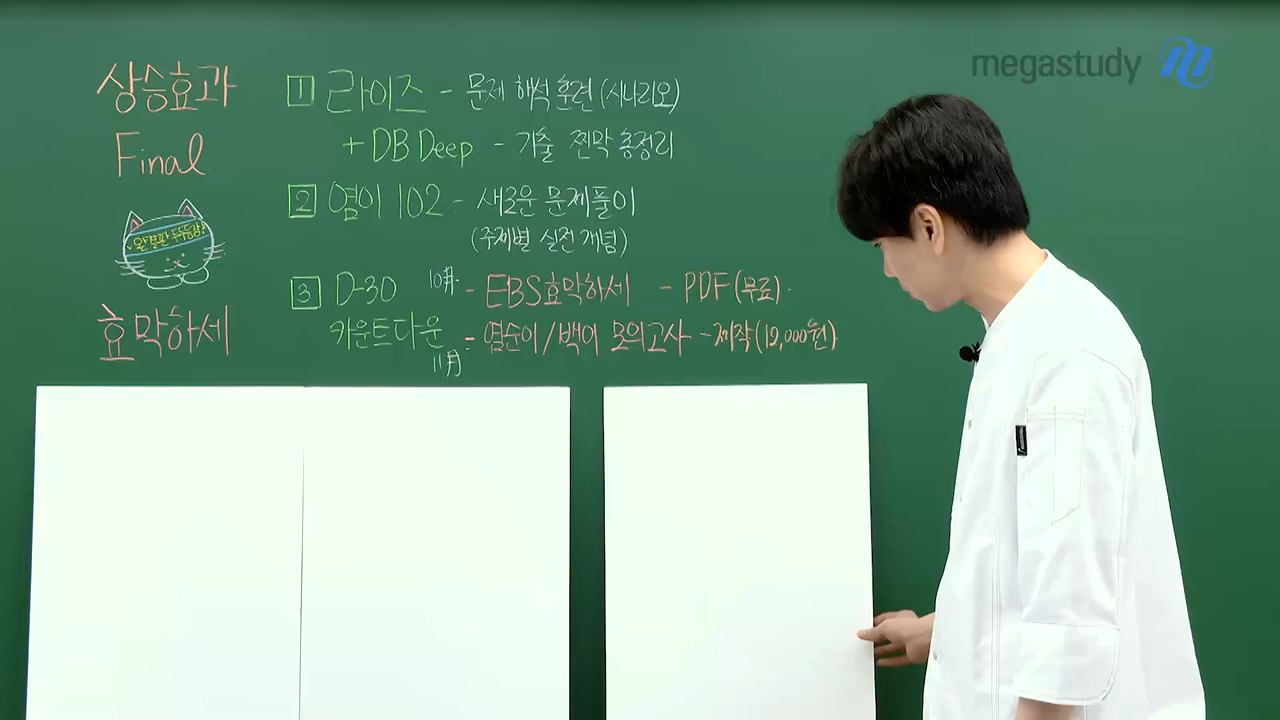 megastudy
상승효과
Final
효막하세
1 라이즈 - 문제 해석 훈련 (시나리오)
+ DB Deep - 기출 찐막 총정리
2 염이 102 - 새로운 문제풀이
(주제별 실전 개념)
3 D-30 10月 - EBS효막하세 - PDF(무료)
카운트다운 11月 - 염순이/백이 모의고사 - 제작(12,000원)